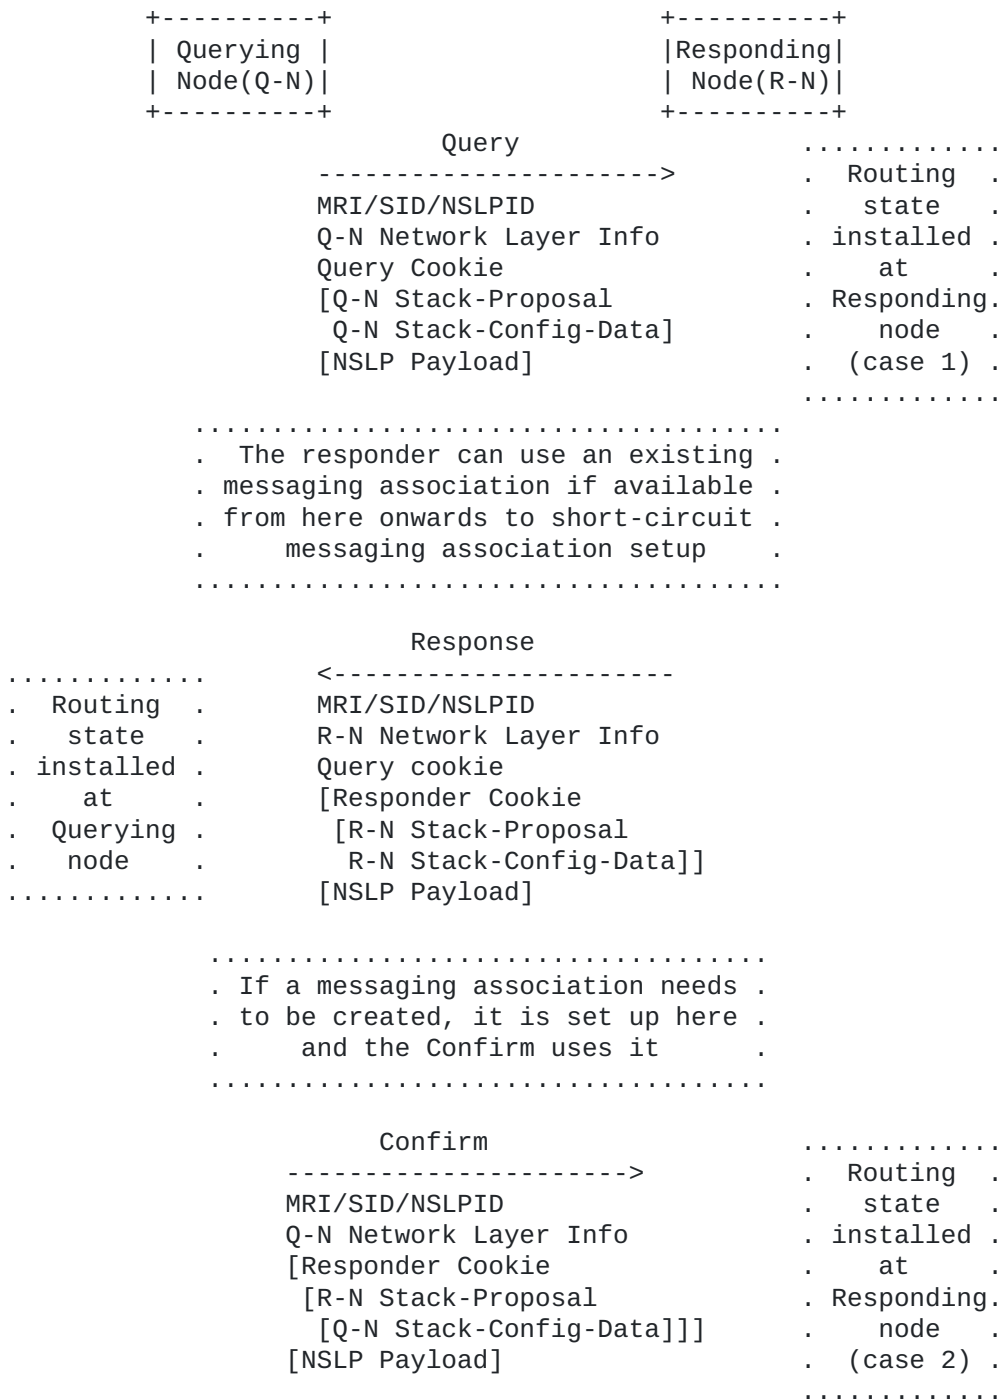 +----------+                     +----------+
| Querying |                     |Responding|
| Node(Q-N)|                     | Node(R-N)|
+----------+                     +----------+
Query                  .............
---------------------->        .  Routing  .
MRI/SID/NSLPID                 .   state   .
Q-N Network Layer Info         . installed .
Query Cookie                   .    at     .
[Q-N Stack-Proposal            . Responding.
Q-N Stack-Config-Data]        .    node   .
[NSLP Payload]                 .  (case 1) .
.............
......................................
.  The responder can use an existing .
. messaging association if available .
. from here onwards to short-circuit .
.     messaging association setup    .
......................................
Response
.............       <----------------------
.  Routing  .       MRI/SID/NSLPID
.   state   .       R-N Network Layer Info
. installed .       Query cookie
.    at     .       [Responder Cookie
.  Querying .        [R-N Stack-Proposal
.   node    .         R-N Stack-Config-Data]]
.............       [NSLP Payload]
....................................
. If a messaging association needs .
. to be created, it is set up here .
.     and the Confirm uses it      .
....................................
Confirm                    .............
---------------------->          .  Routing  .
MRI/SID/NSLPID                   .   state   .
Q-N Network Layer Info           . installed .
[Responder Cookie                .    at     .
[R-N Stack-Proposal             . Responding.
[Q-N Stack-Config-Data]]]      .    node   .
[NSLP Payload]                   .  (case 2) .
.............